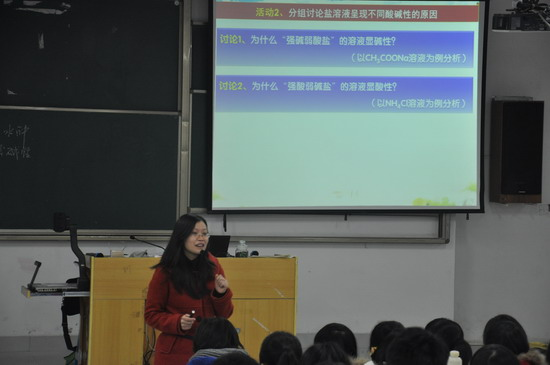 活动2、分组讨论盐溶液呈现不同酸碱性的原因
讨论1、为什么“强碱弱酸盐”的溶液显碱性？
（以CH₃COONa溶液为例分析）
讨论2、为什么“强酸弱碱盐”的溶液显酸性？
（以NH₄Cl溶液为例分析）